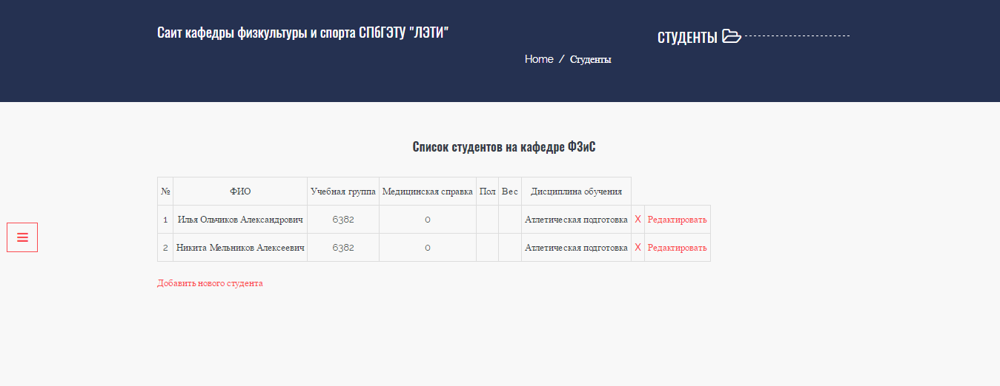 Саит кафедры физкультуры и спорта СПбГЭТУ "ЛЭТИ"
СТУДЕНТЫ
Home / Студенты
Список студентов на кафедре ФЗиС
№ ФИО Учебная группа Медицинская справка Пол Вес Дисциплина обучения
1 Илья Ольчиков Александрович 6382 0 Атлетическая подготовка X Редактировать
2 Никита Мельников Алексеевич 6382 0 Атлетическая подготовка X Редактировать
Добавить нового студента